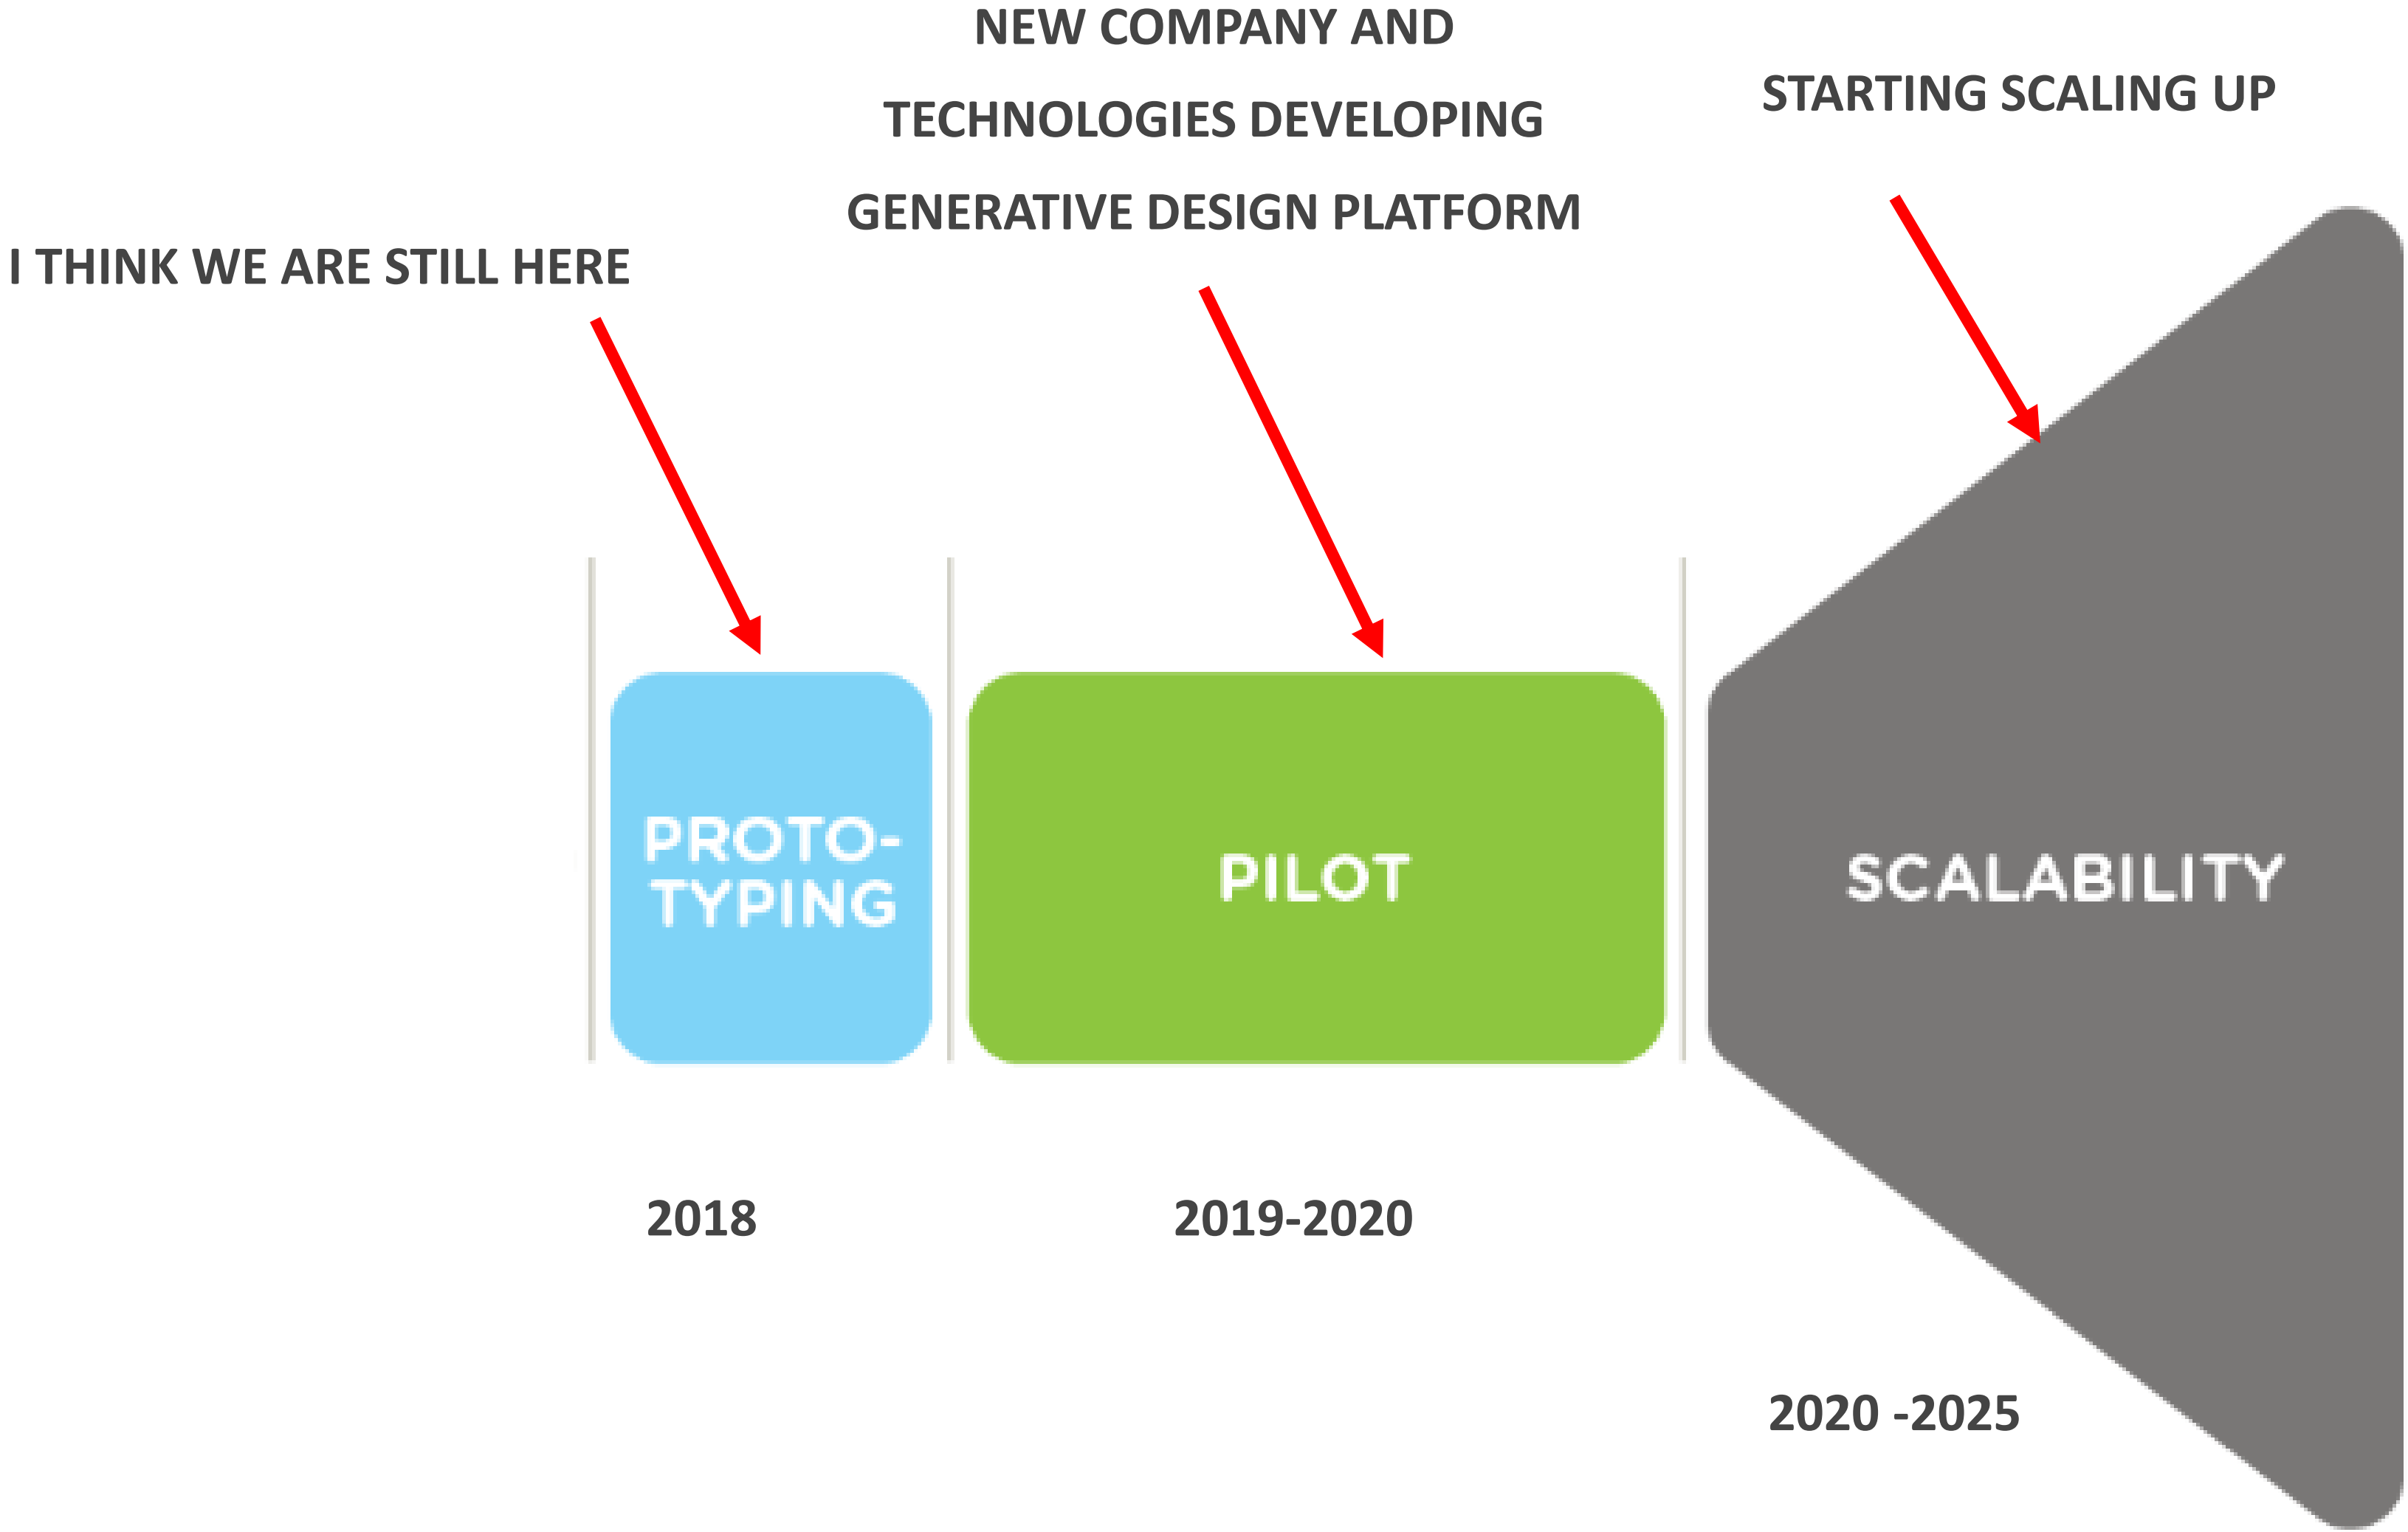 NEW COMPANY AND
TECHNOLOGIES DEVELOPING
GENERATIVE DESIGN PLATFORM
STARTING SCALING UP
I THINK WE ARE STILL HERE
PROTO-
TYPING
PILOT
SCALABILITY
2018
2019-2020
2020 -2025